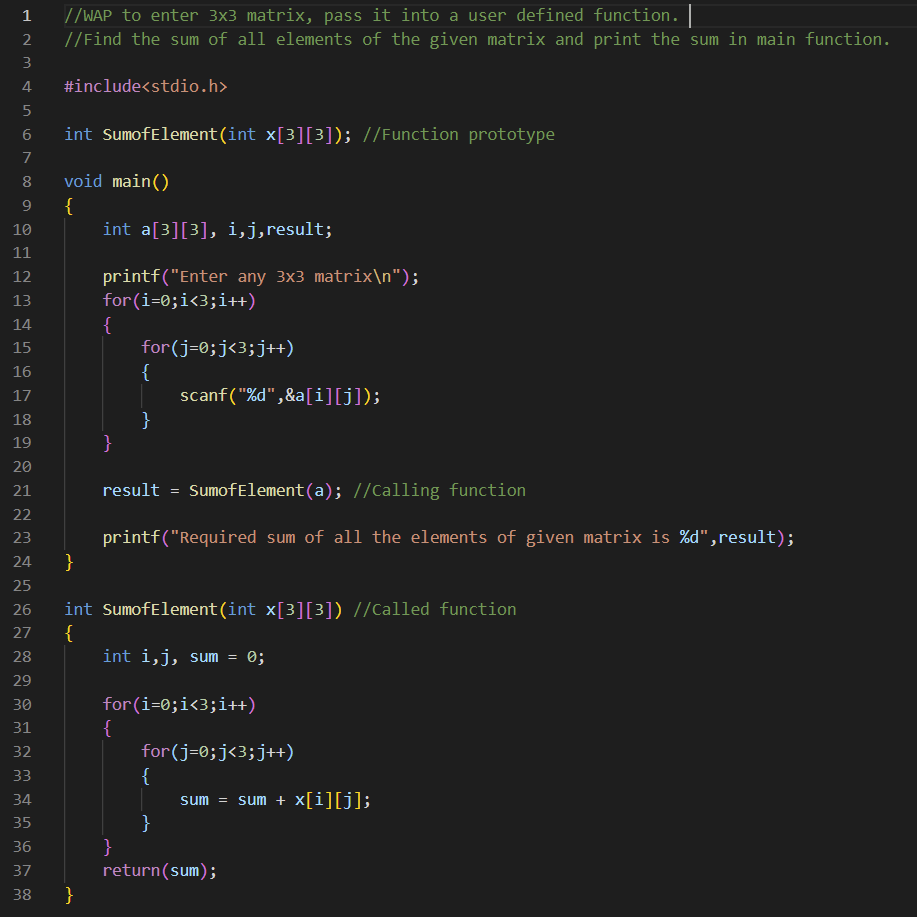 1 //WAP to enter 3x3 matrix, pass it into a user defined function.
2 //Find the sum of all elements of the given matrix and print the sum in main function.
3
4 #include<stdio.h>
5
6 int SumofElement(int x[3][3]); //Function prototype
7
8 void main()
9 {
10     int a[3][3], i,j,result;
11
12     printf("Enter any 3x3 matrix\n");
13     for(i=0;i<3;i++)
14     {
15         for(j=0;j<3;j++)
16         {
17             scanf("%d",&a[i][j]);
18         }
19     }
20
21     result = SumofElement(a); //Calling function
22
23     printf("Required sum of all the elements of given matrix is %d",result);
24 }
25
26 int SumofElement(int x[3][3]) //Called function
27 {
28     int i,j, sum = 0;
29
30     for(i=0;i<3;i++)
31     {
32         for(j=0;j<3;j++)
33         {
34             sum = sum + x[i][j];
35         }
36     }
37     return(sum);
38 }